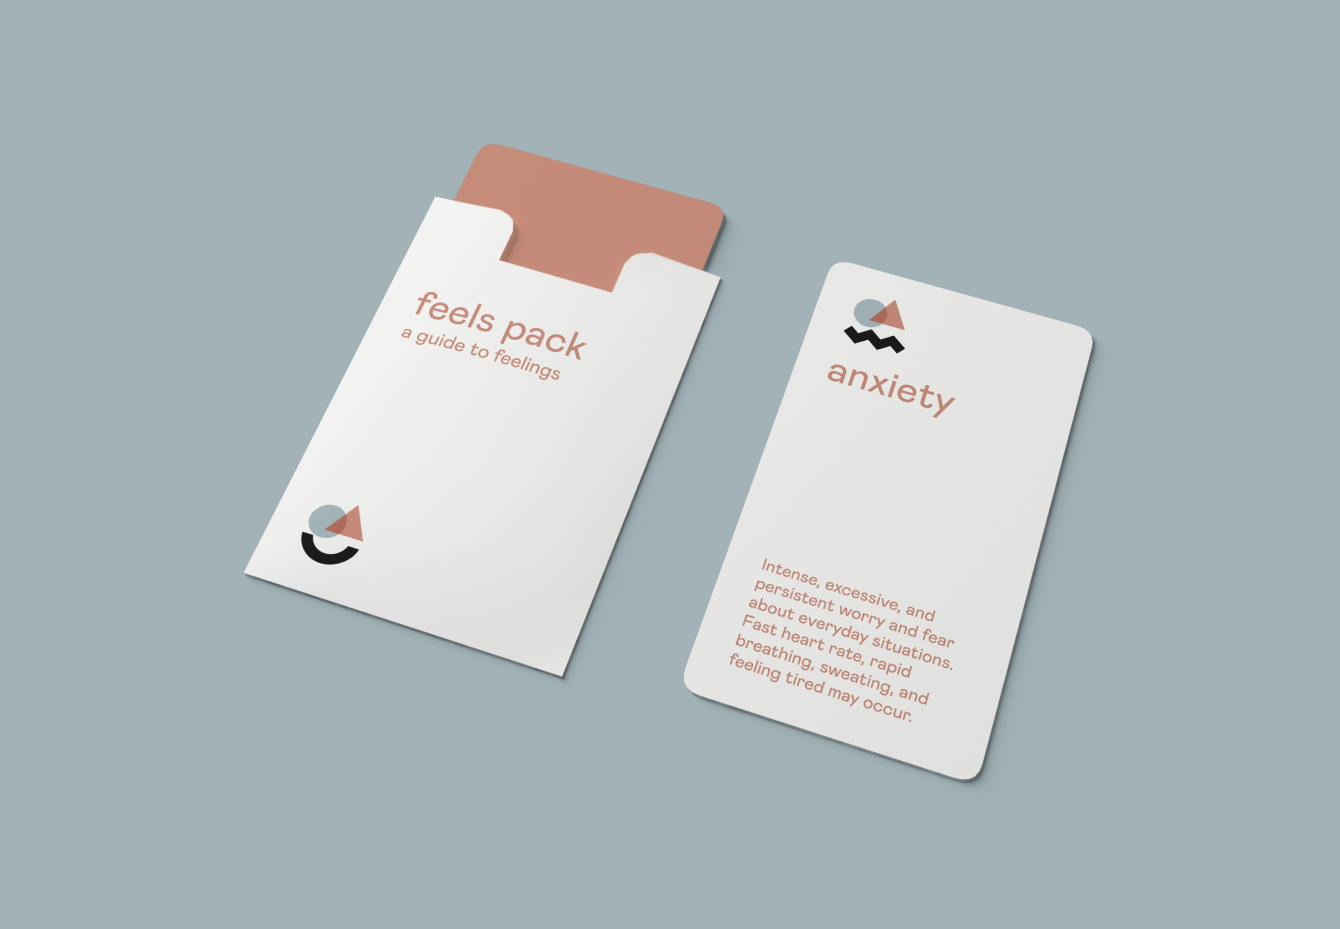 feels pack
a guide to feelings
anxiety
Intense, excessive, and
persistent worry and fear
about everyday situations.
Fast heart rate, rapid
breathing, sweating, and
feeling tired may occur.